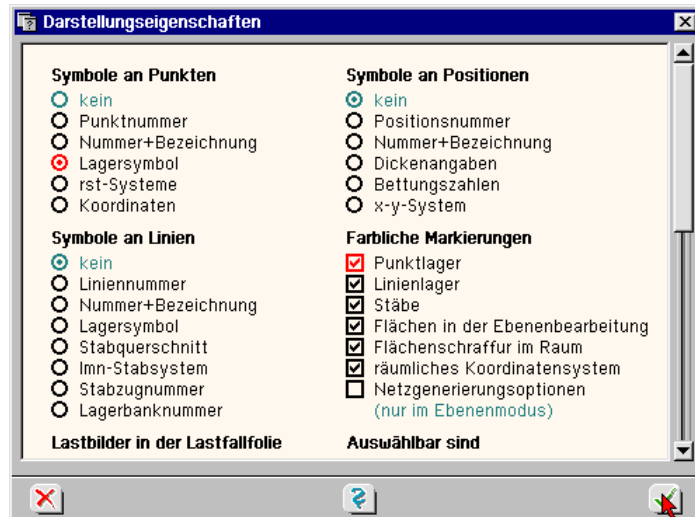 Darstellungseigenschaften
Symbole an Punkten
kein
Punktnummer
Nummer+Bezeichnung
Lagersymbol
rst-Systeme
Koordinaten
Symbole an Positionen
kein
Positionsnummer
Nummer+Bezeichnung
Dickenangaben
Bettungszahlen
x-y-System
Symbole an Linien
kein
Liniennummer
Nummer+Bezeichnung
Lagersymbol
Stabquerschnitt
lmn-Stabsystem
Stabzugnummer
Lagerbanknummer
Farbliche Markierungen
Punktlager
Linienlager
Stäbe
Flächen in der Ebenenbearbeitung
Flächenschraffur im Raum
räumliches Koordinatensystem
Netzgenerierungsoptionen
(nur im Ebenenmodus)
Lastbilder in der Lastfallfolie
Auswählbar sind